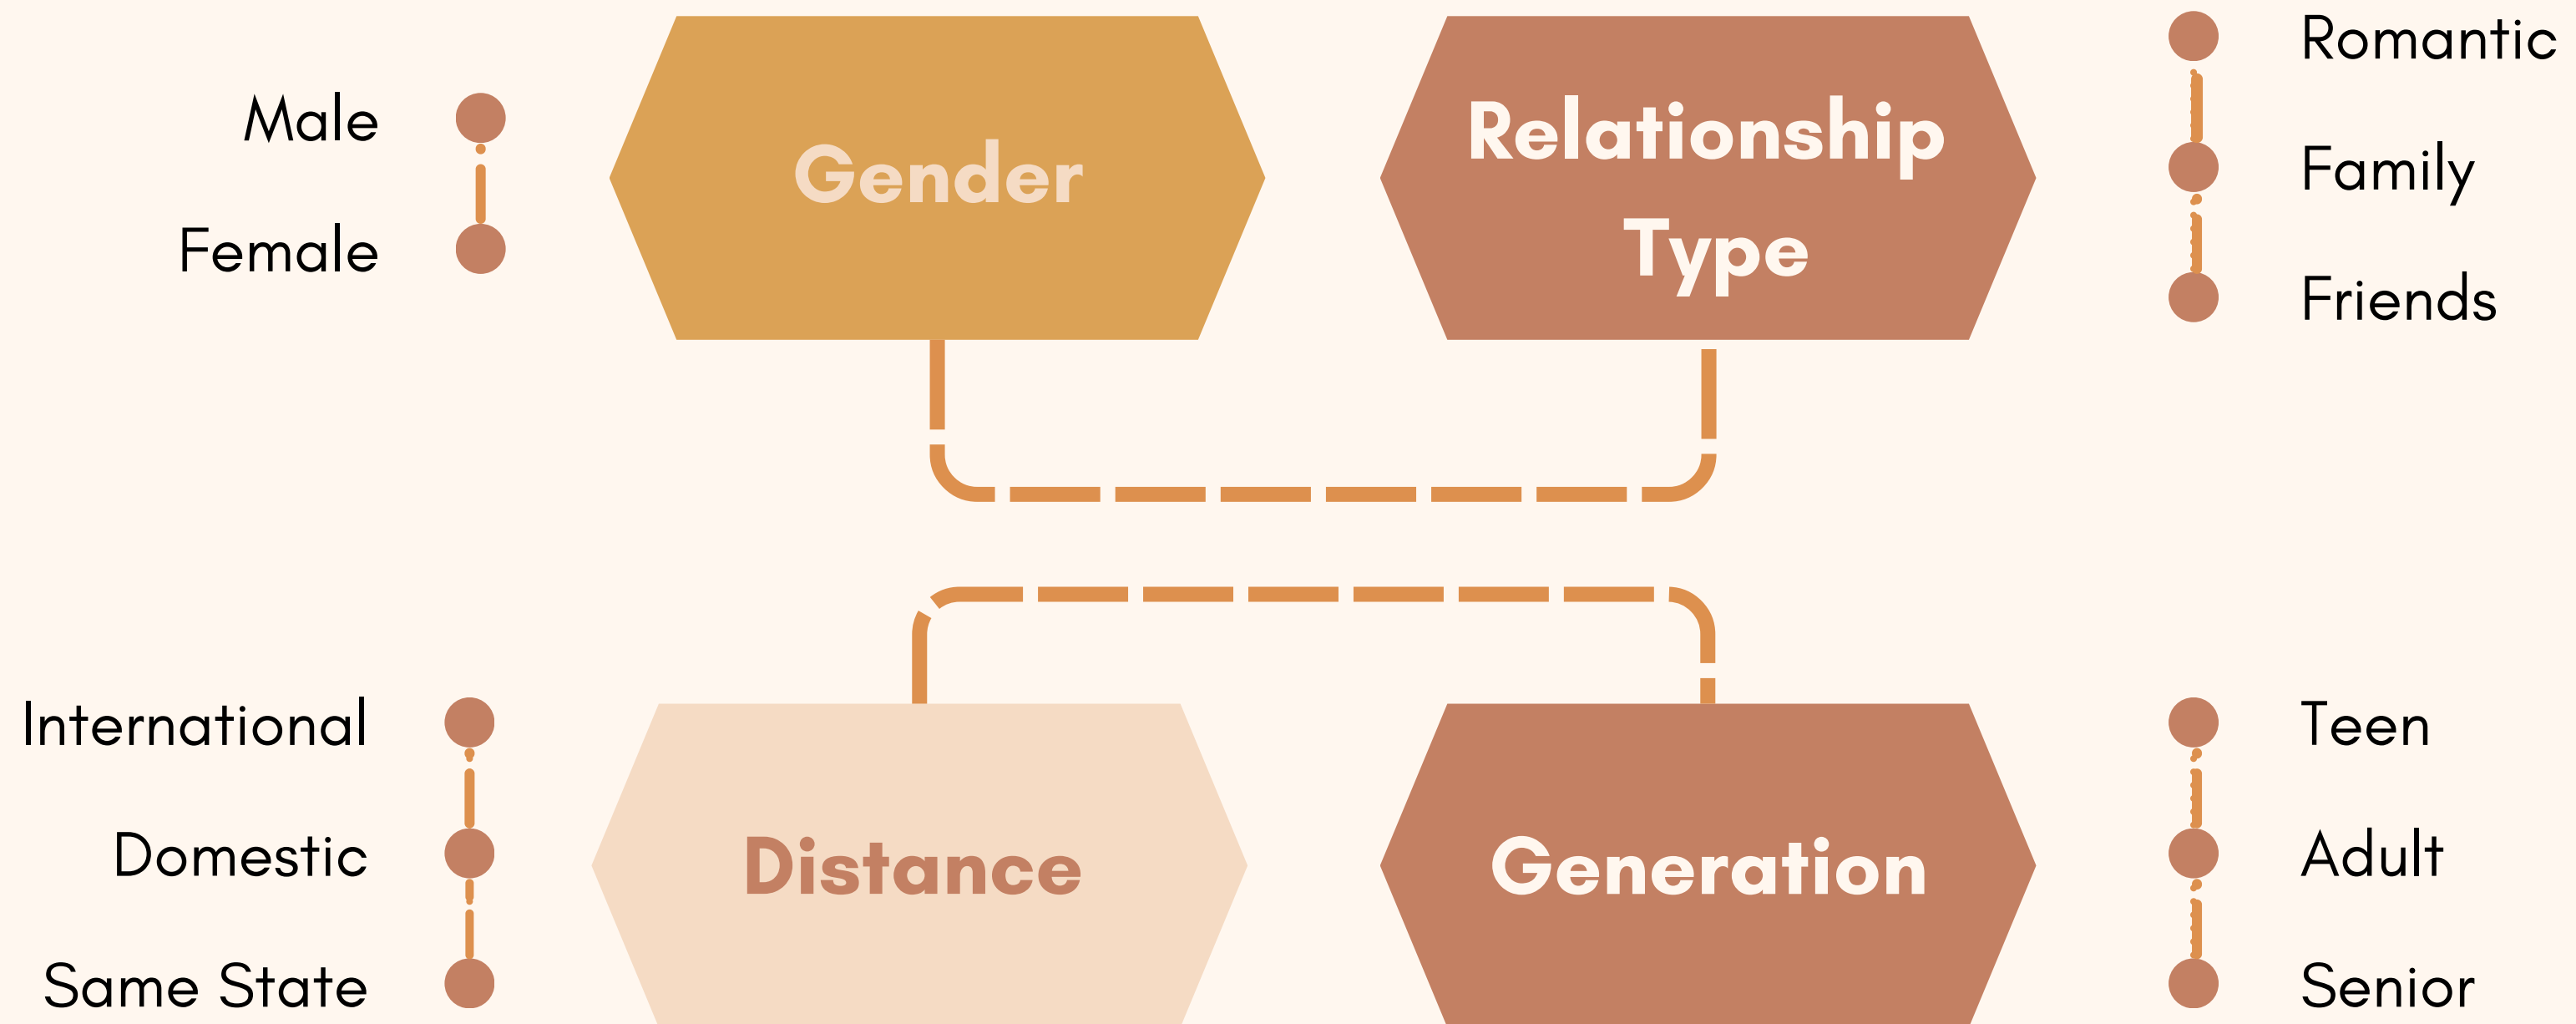 Male
Female
Gender
Relationship
Type
Romantic
Family
Friends
International
Domestic
Same State
Distance
Generation
Teen
Adult
Senior